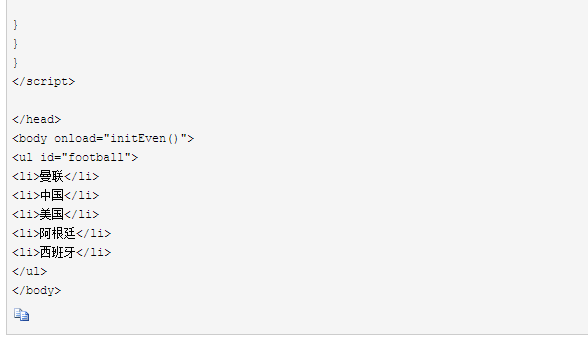 }
}
}
</script>
</head>
<body onload="initEven()">
<ul id="football">
<li>曼联</li>
<li>中国</li>
<li>美国</li>
<li>阿根廷</li>
<li>西班牙</li>
</ul>
</body>